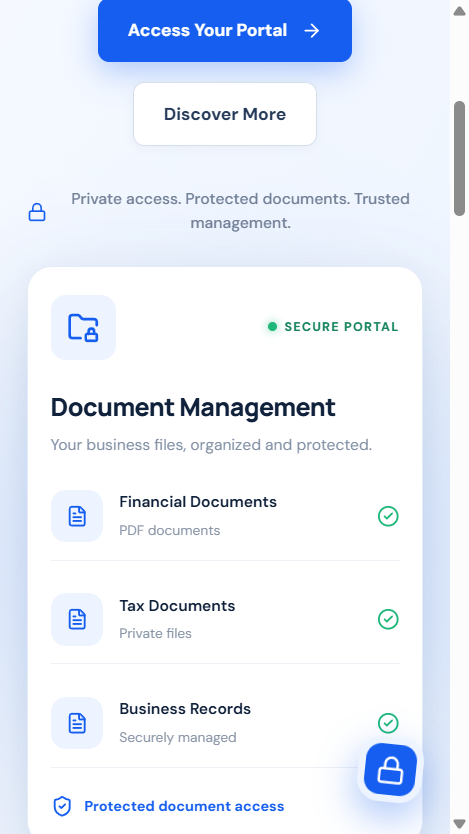 Access Your Portal
Discover More
Private access. Protected documents. Trusted
management.
SECURE PORTAL
Document Management
Your business files, organized and protected.
Financial Documents
PDF documents
Tax Documents
Private files
Business Records
Securely managed
Protected document access